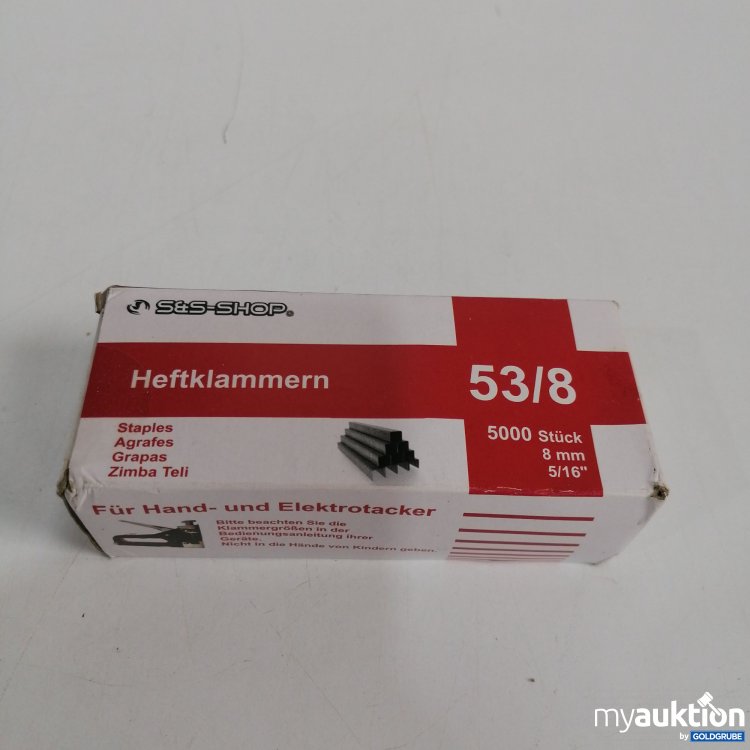 S&S-SHOP®
Heftklammern
53/8
Staples
Agrafes
Grapas
Zimba Teli
5000 Stück
8 mm
5/16"
Für Hand- und Elektrotacker
Bitte beachten Sie die
Klammergrößen in der
Bedienungsanleitung ihrer
Geräte.
Nicht in die Hände von Kindern geben.
myauktion
by GOLDGRUBE